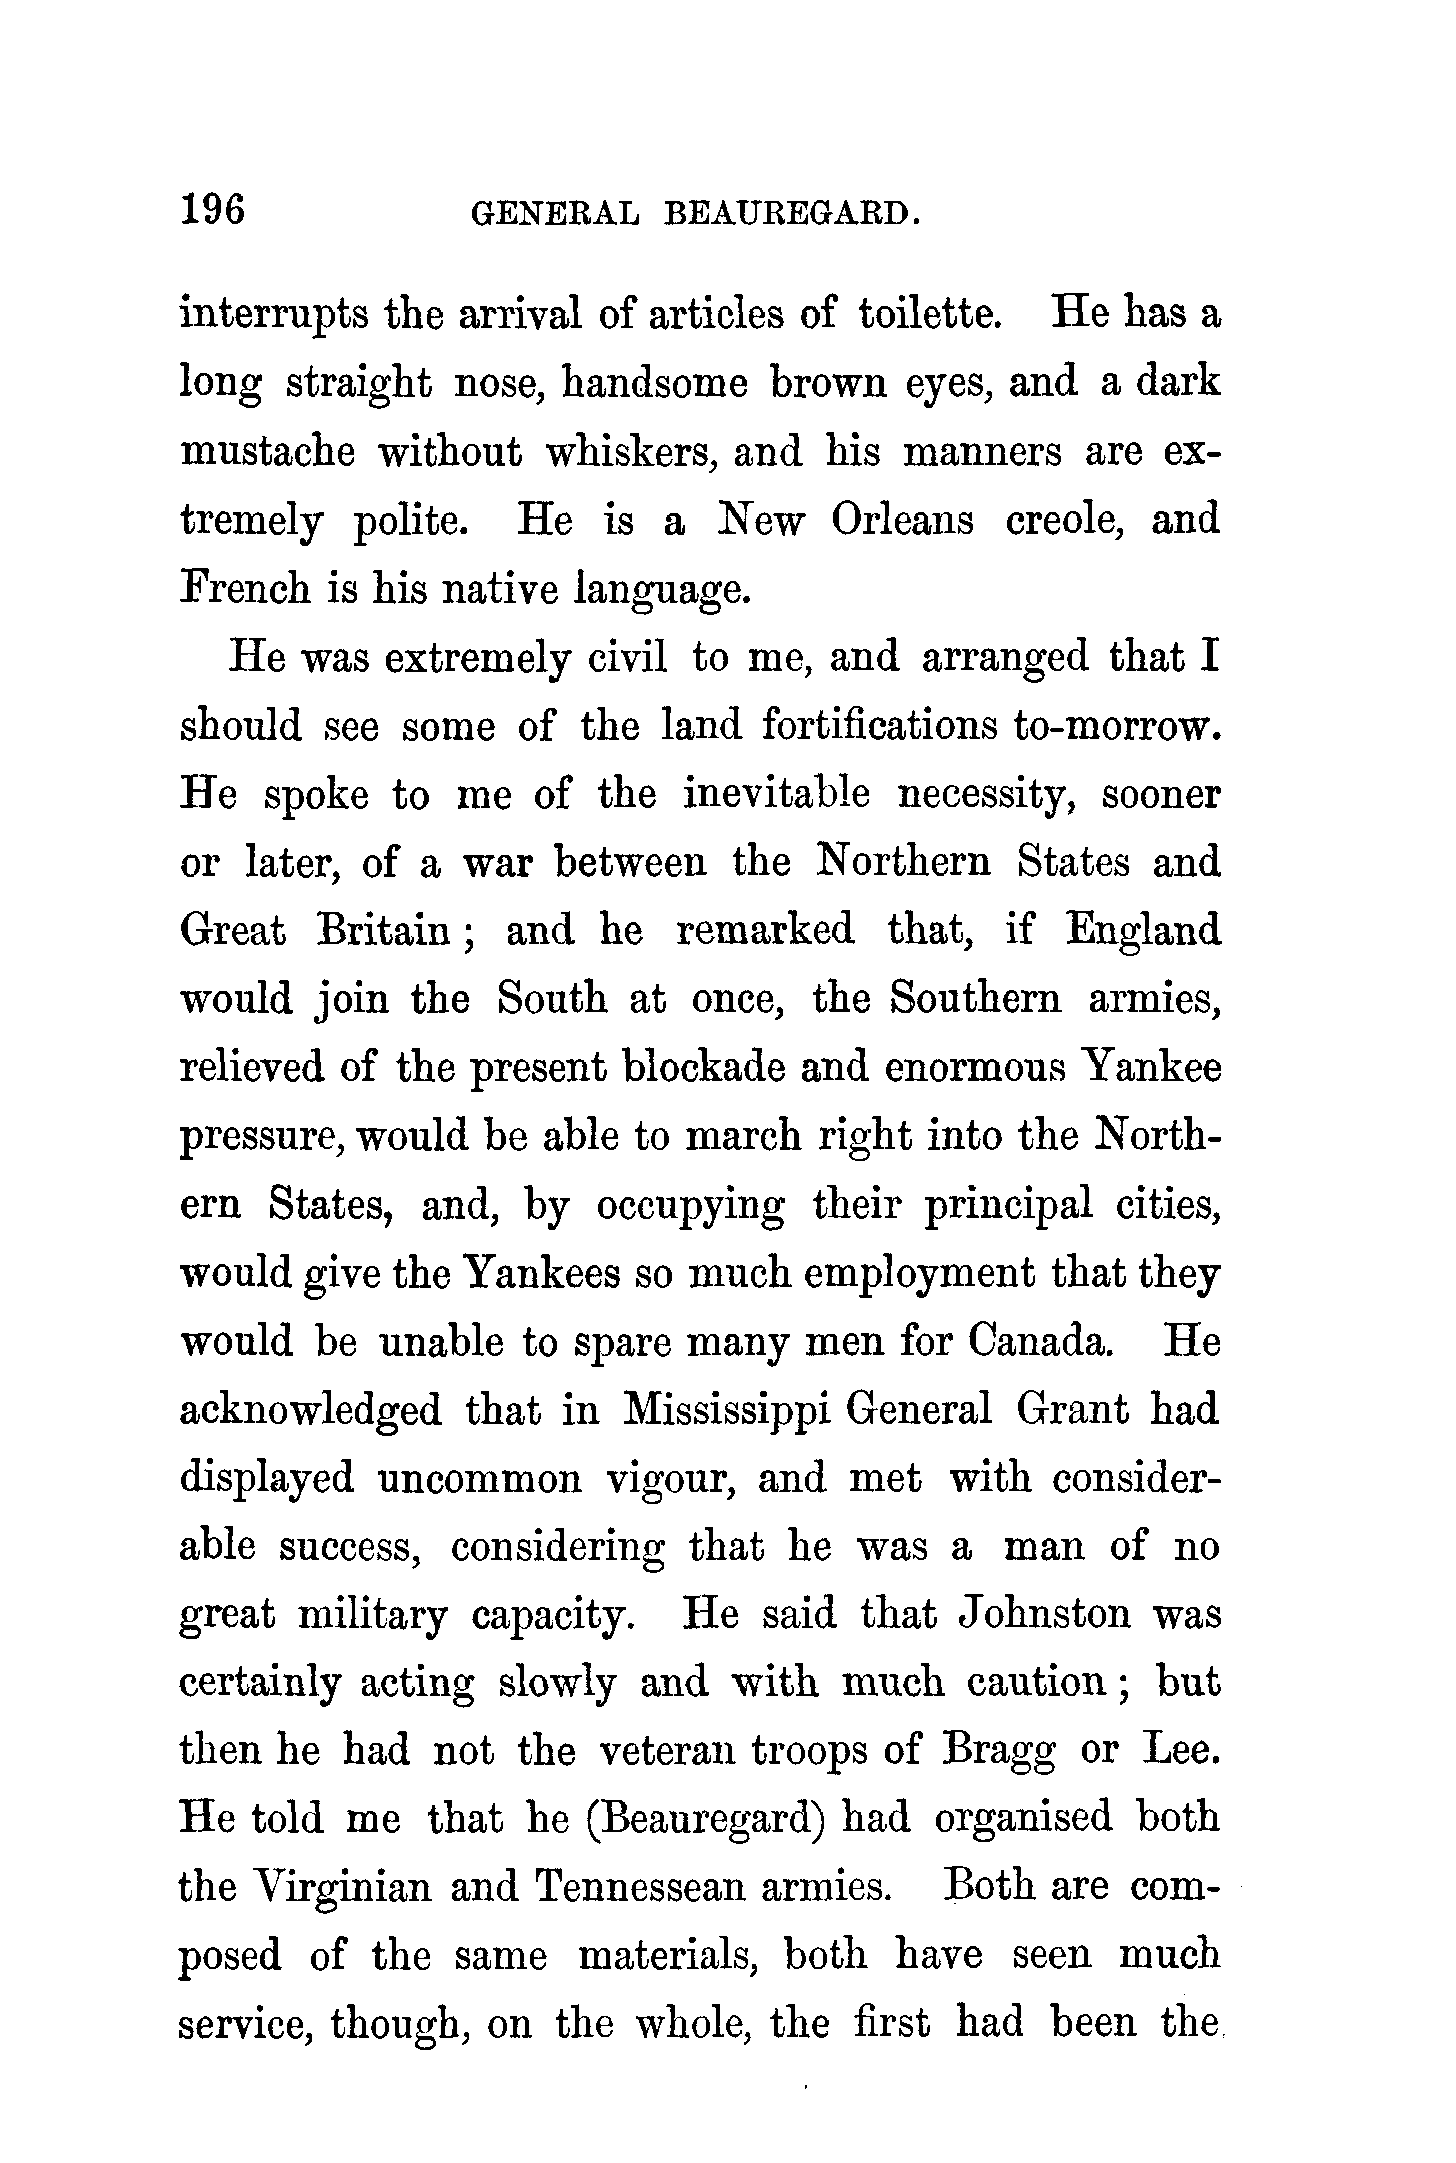 196 GENERAL BEAUREGARD.
interrupts the arrival of articles of toilette. He has a
long straight nose, handsome brown eyes, and a dark
mustache without whiskers, and his manners are ex-
tremely polite. He is a New Orleans creole, and
French is his native language.
He was extremely civil to me, and arranged that I
should see some of the land fortifications to-morrow.
He spoke to me of the inevitable necessity, sooner
or later, of a war between the Northern States and
Great Britain ; and he remarked that, if England
would join the South at once, the Southern armies,
relieved of the present blockade and enormous Yankee
pressure, would be able to march right into the North-
ern States, and, by occupying their principal cities,
would give the Yankees so much employment that they
would be unable to spare many men for Canada. He
acknowledged that in Mississippi General Grant had
displayed uncommon vigour, and met with consider-
able success, considering that he was a man of no
great military capacity. He said that Johnston was
certainly acting slowly and with much caution ; but
then he had not the veteran troops of Bragg or Lee.
He told me that he (Beauregard) had organised both
the Virginian and Tennessean armies. Both are com-
posed of the same materials, both have seen much
service, though, on the whole, the first had been the